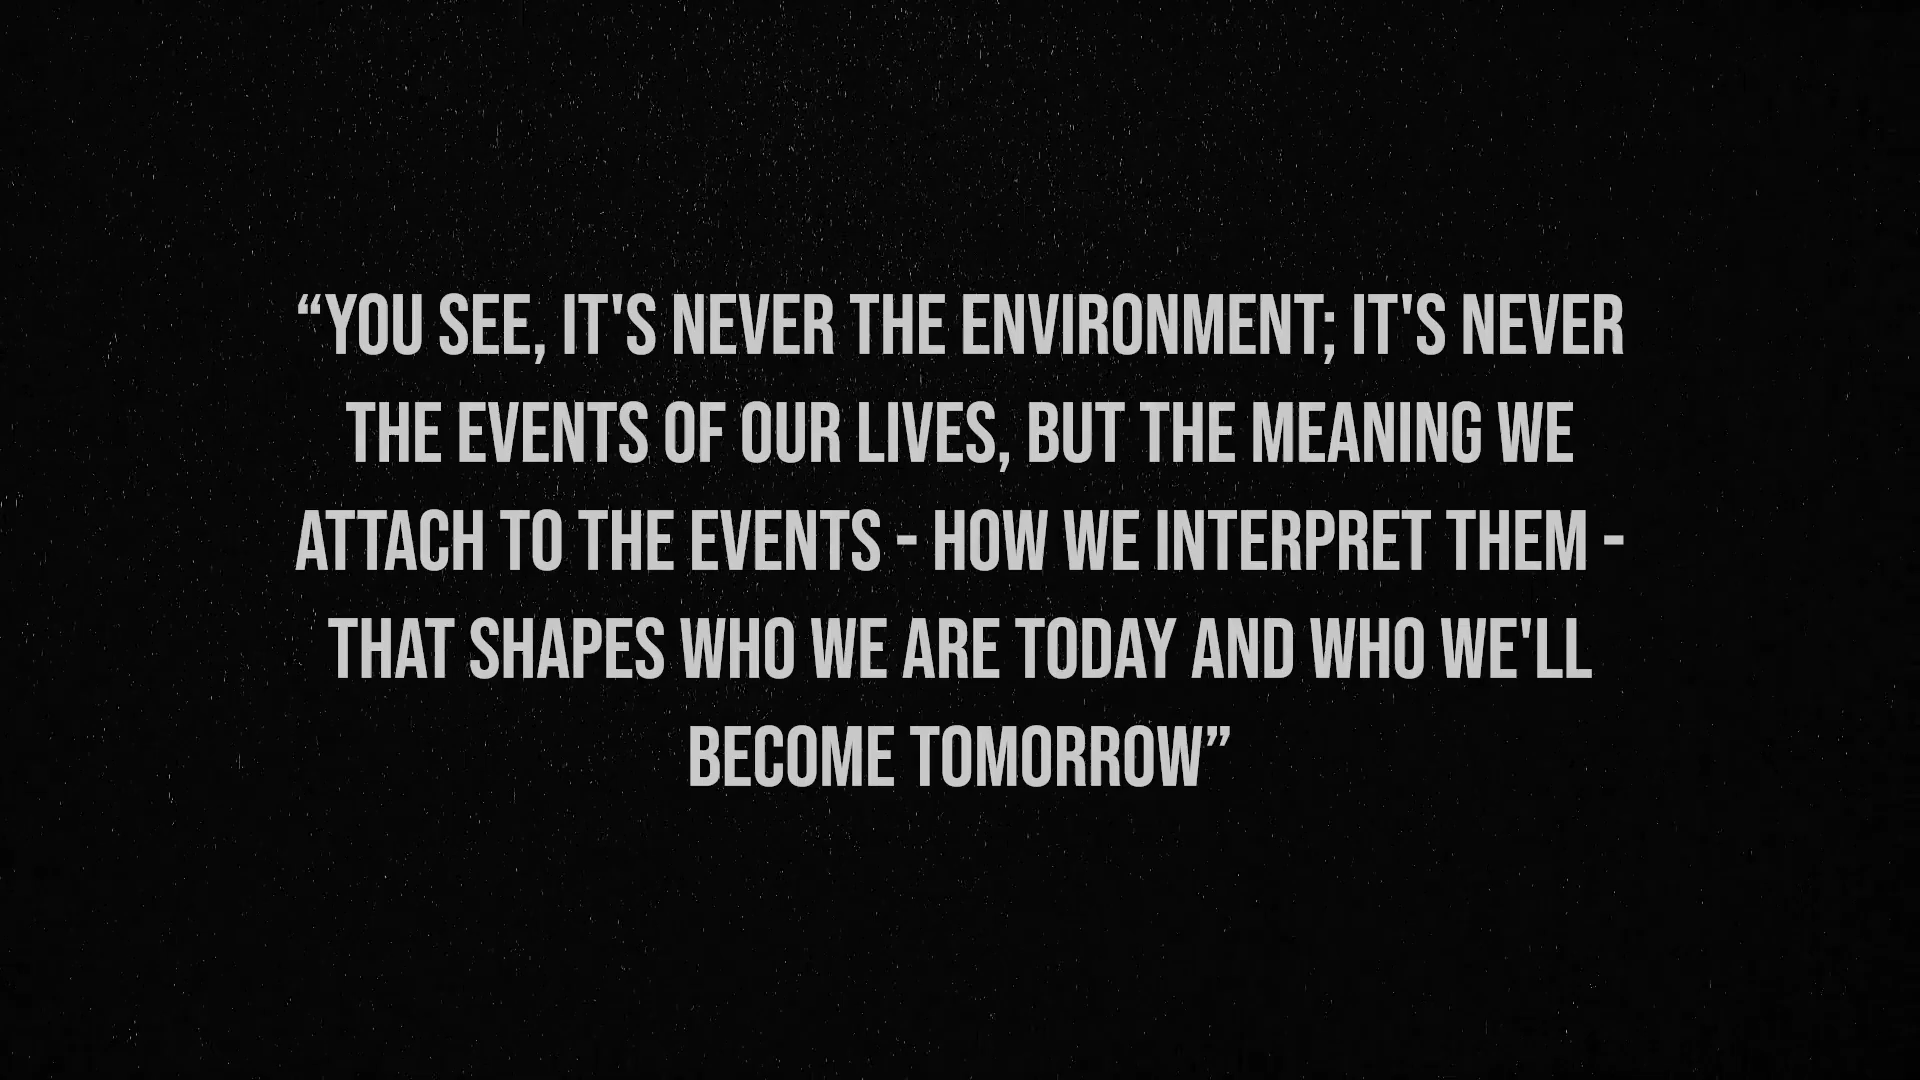 “YOU SEE, IT'S NEVER THE ENVIRONMENT; IT'S NEVER
THE EVENTS OF OUR LIVES, BUT THE MEANING WE
ATTACH TO THE EVENTS - HOW WE INTERPRET THEM -
THAT SHAPES WHO WE ARE TODAY AND WHO WE'LL
BECOME TOMORROW”